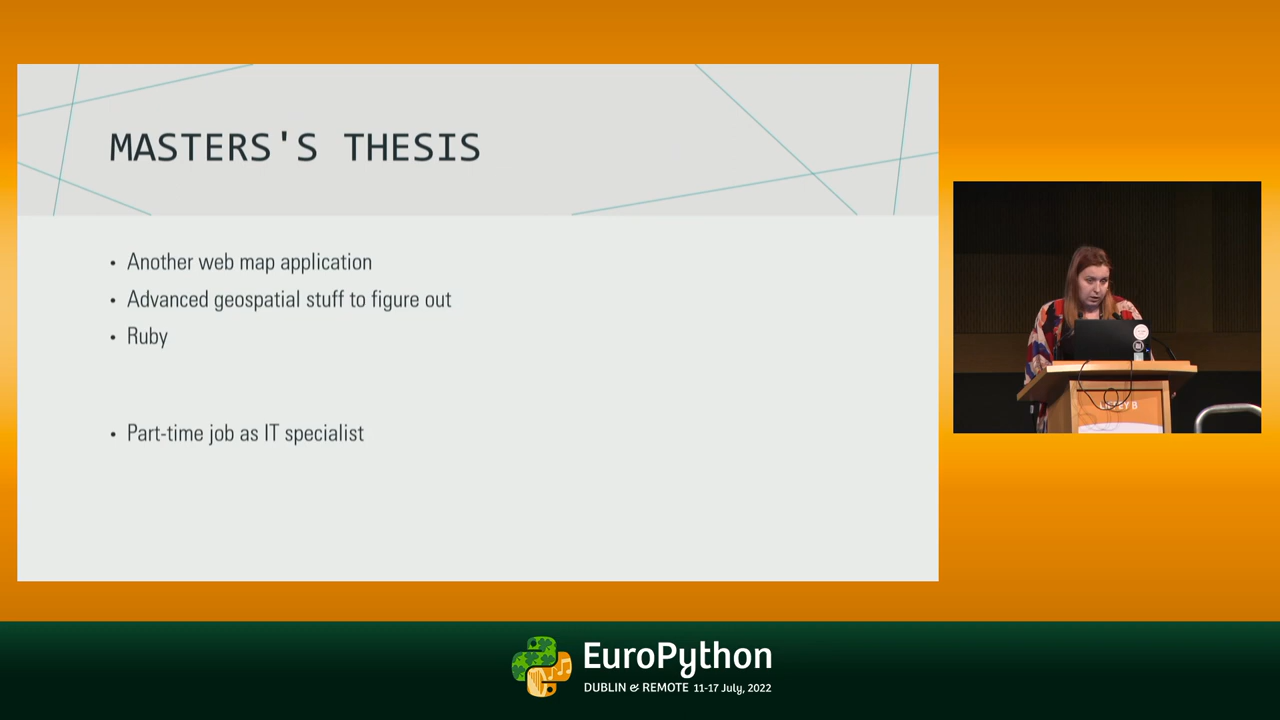 MASTERS'S THESIS
• Another web map application
• Advanced geospatial stuff to figure out
• Ruby
• Part-time job as IT specialist
EuroPython
DUBLIN & REMOTE 11-17 July, 2022